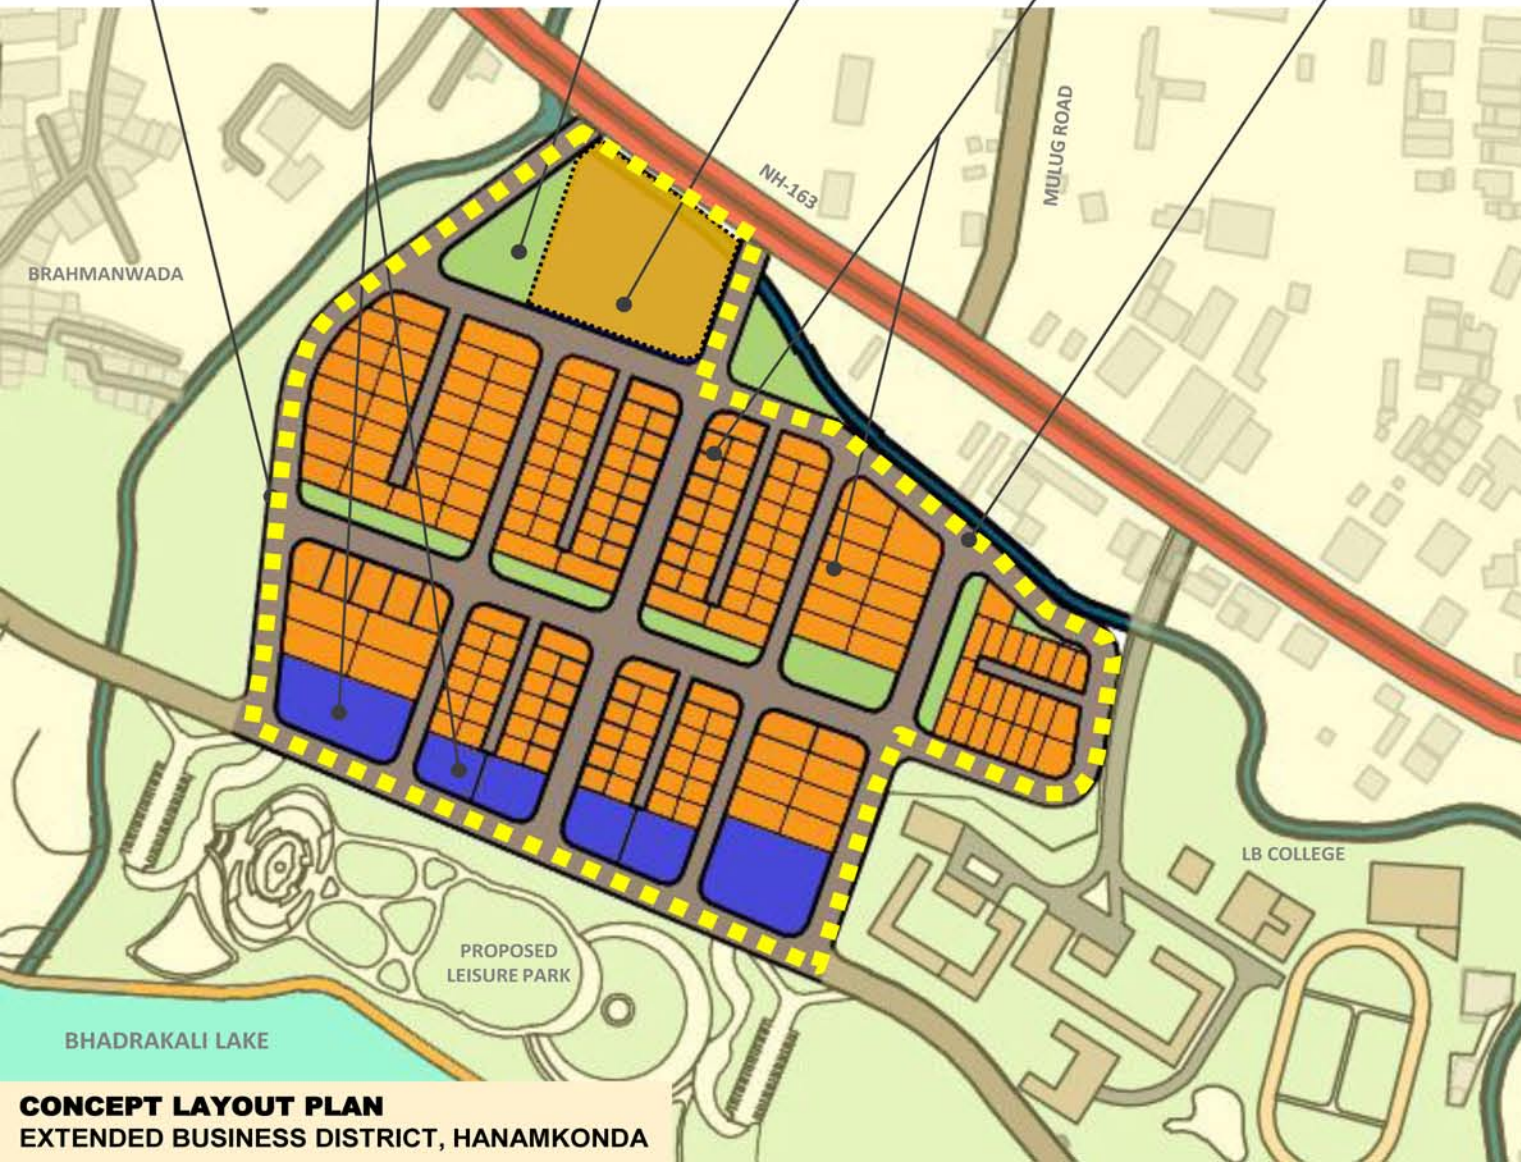 MULUG ROAD
NH-163
BRAHMANWADA
LB COLLEGE
PROPOSED
LEISURE PARK
BHADRAKALI LAKE
CONCEPT LAYOUT PLAN
EXTENDED BUSINESS DISTRICT, HANAMKONDA